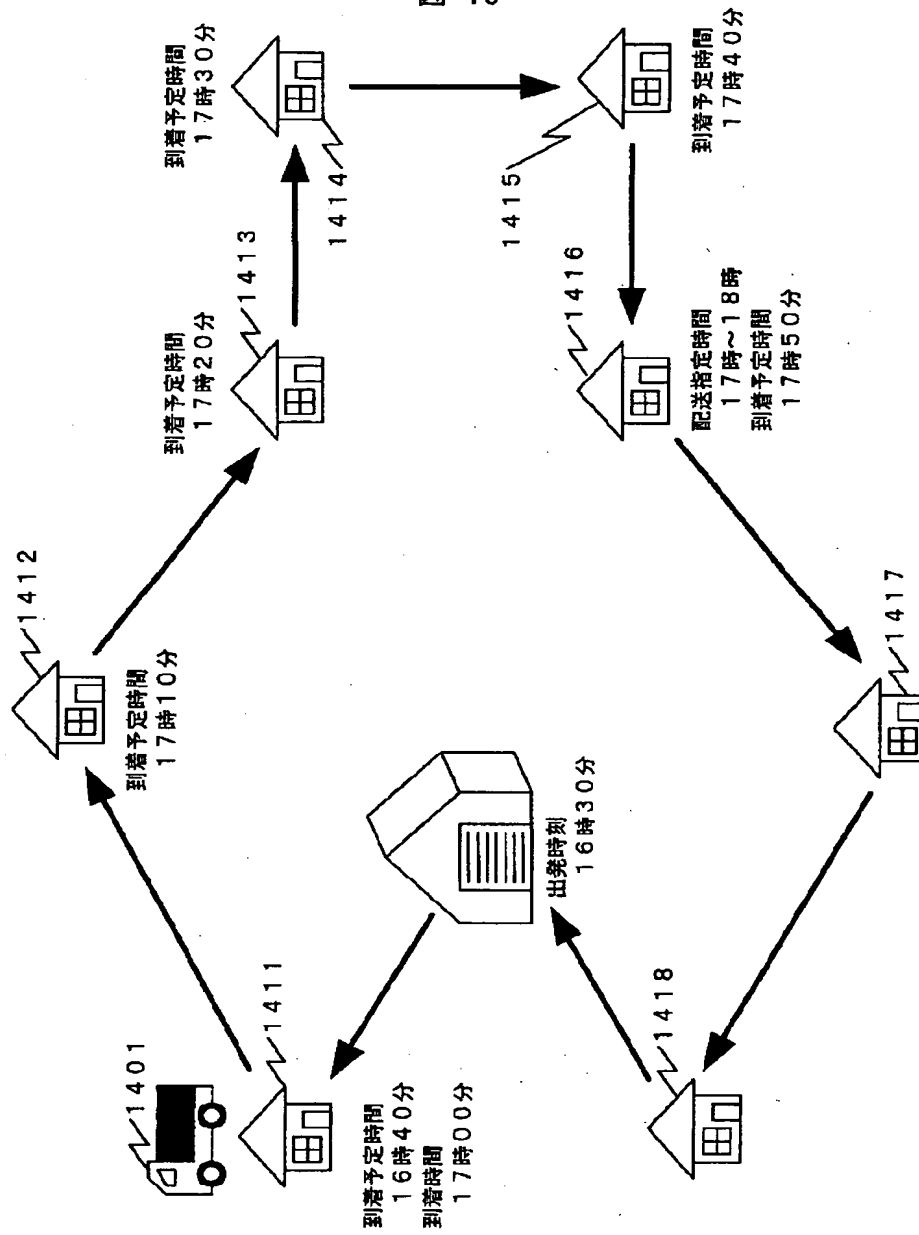 1401
1411
到着予定時間
16時40分
到着時間
17時00分
1412
到着予定時間
17時10分
1413
到着予定時間
17時20分
到着予定時間
17時30分
1414
1415
到着予定時間
17時40分
1416
配送指定時間
17時～18時
到着予定時間
17時50分
1417
1418
出発時刻
16時30分